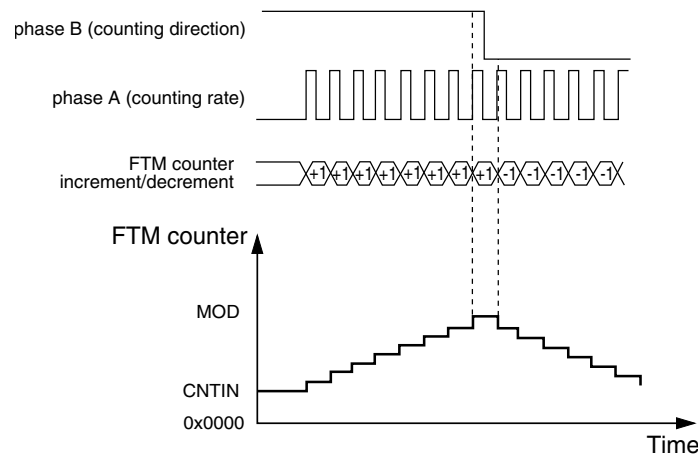 phase B (counting direction)
phase A (counting rate)
FTM counter
increment/decrement
+1 +1 +1 +1 +1 +1 +1 +1 -1 -1 -1 -1 -1
FTM counter
MOD
CNTIN
0x0000
Time